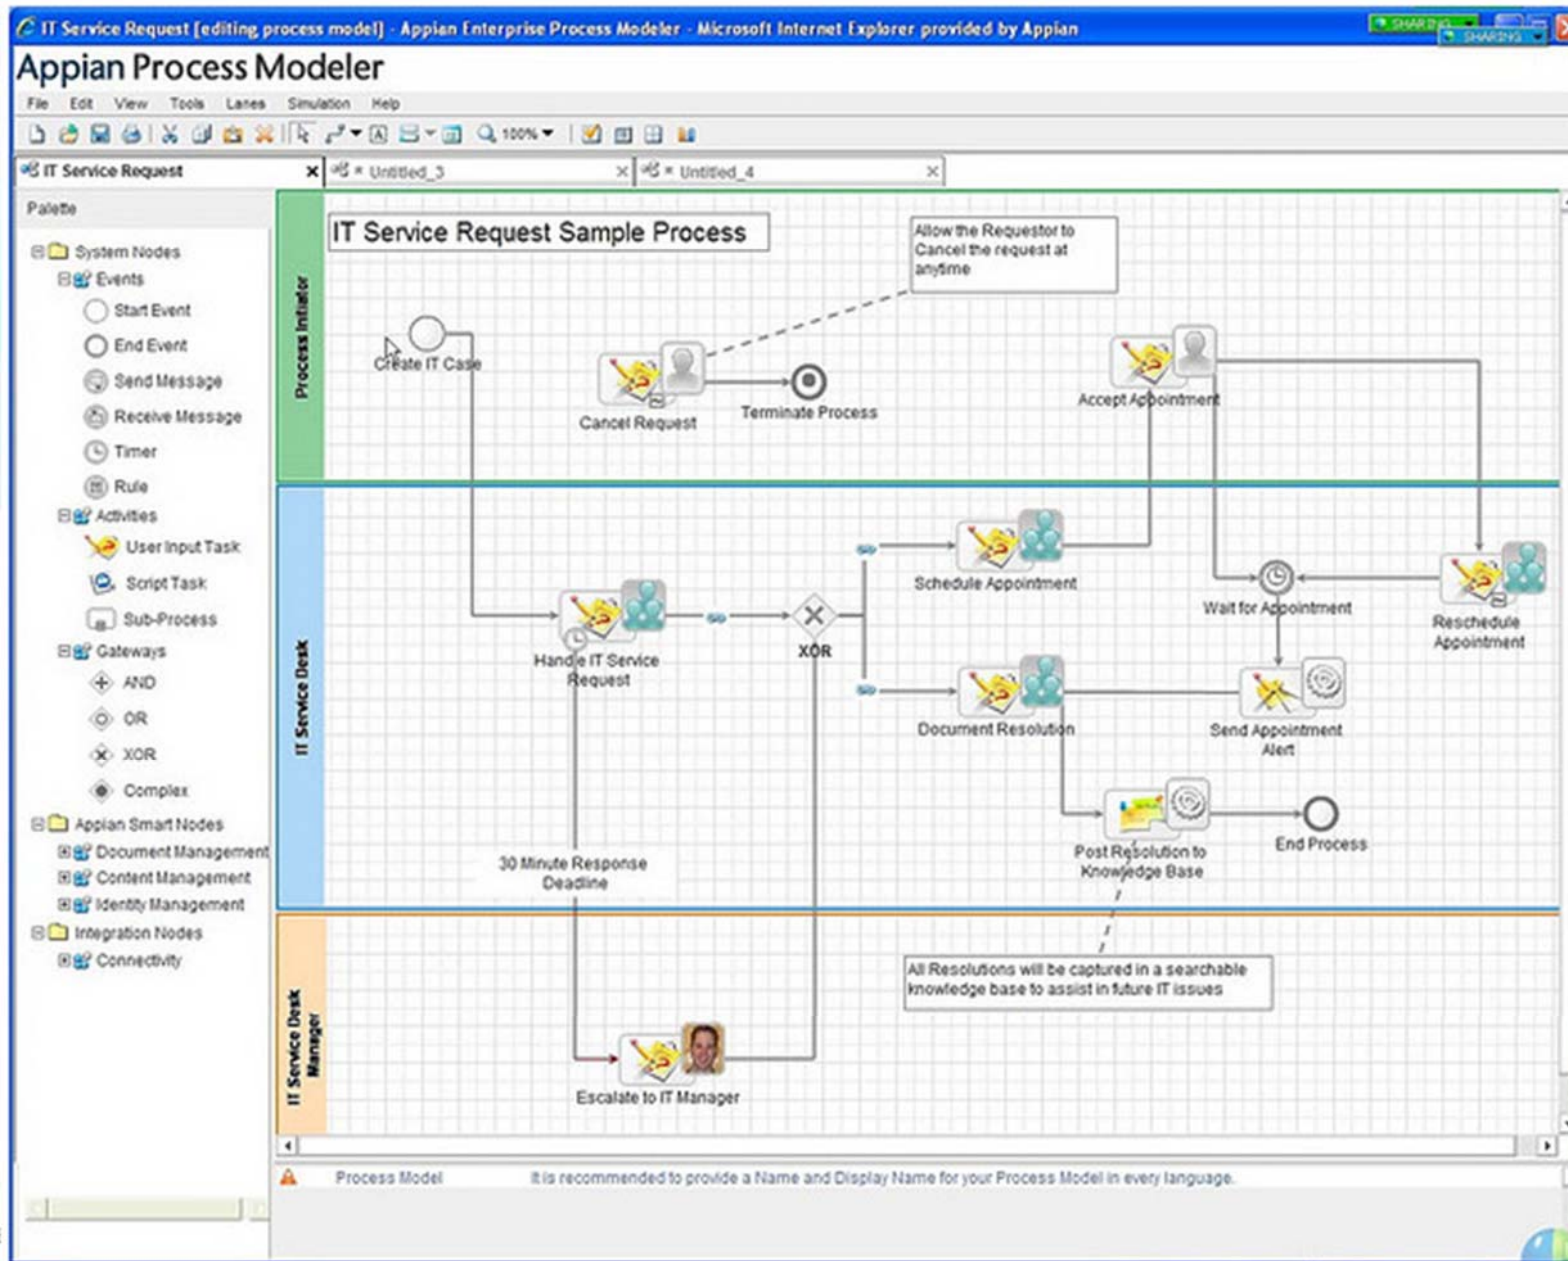 IT Service Request [editing process model] - Appian Enterprise Process Modeler - Microsoft Internet Explorer provided by Appian
SHARING
SHARING
Appian Process Modeler
File Edit View Tools Lanes Simulation Help
100%
IT Service Request
* Untitled_3
* Untitled_4
Palette
System Nodes
Events
Start Event
End Event
Send Message
Receive Message
Timer
Rule
Activities
User Input Task
Script Task
Sub-Process
Gateways
AND
OR
XOR
Complex
Appian Smart Nodes
Document Management
Content Management
Identity Management
Integration Nodes
Connectivity
Process Initiator
IT Service Request Sample Process
Allow the Requestor to
Cancel the request at
anytime
Create IT Case
Cancel Request
Terminate Process
Accept Appointment
IT Service Desk
Schedule Appointment
Wait for Appointment
Reschedule
Appointment
Handle IT Service
Request
XOR
Document Resolution
Send Appointment
Alert
Post Resolution to
Knowledge Base
End Process
30 Minute Response
Deadline
IT Service Desk
Manager
All Resolutions will be captured in a searchable
knowledge base to assist in future IT issues
Escalate to IT Manager
Process Model
It is recommended to provide a Name and Display Name for your Process Model in every language.